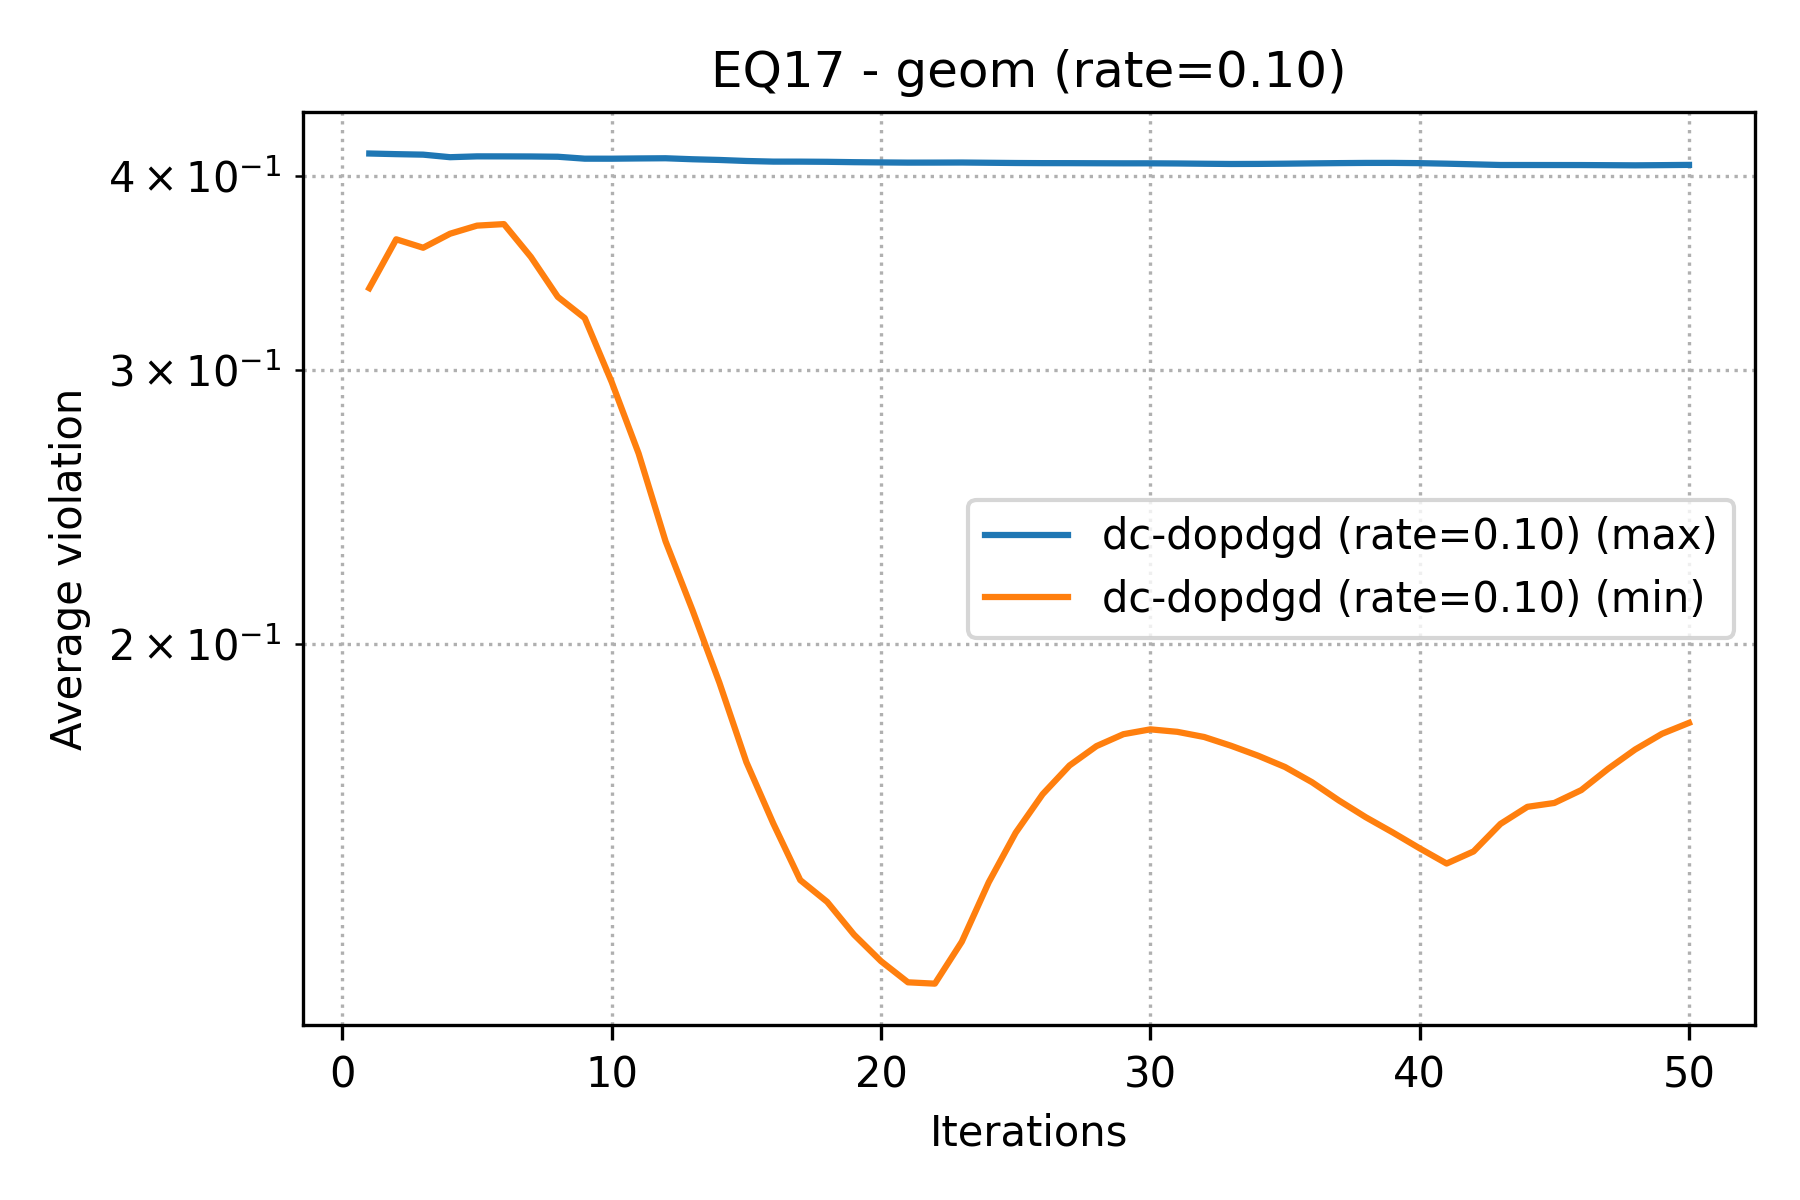 EQ17 - geom (rate=0.10)
4 × 10⁻¹
3 × 10⁻¹
2 × 10⁻¹
Average violation
dc-dopdgd (rate=0.10) (max)
dc-dopdgd (rate=0.10) (min)
0 10 20 30 40 50
Iterations